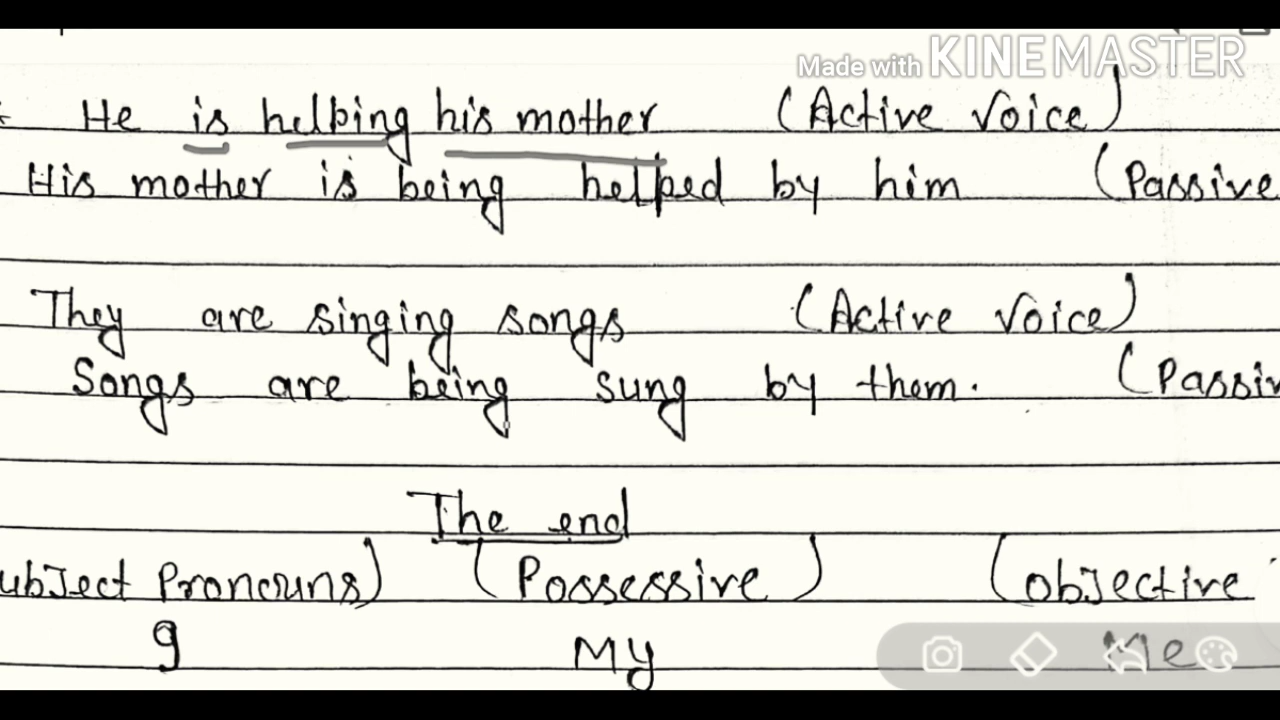 Made with KINEMASTER
He is helping his mother (Active Voice)
His mother is being helped by him (Passive
They are singing songs (Active Voice)
Songs are being sung by them. (Passiv
The end
ubject Pronouns) (Possessive) (objective
I My Me